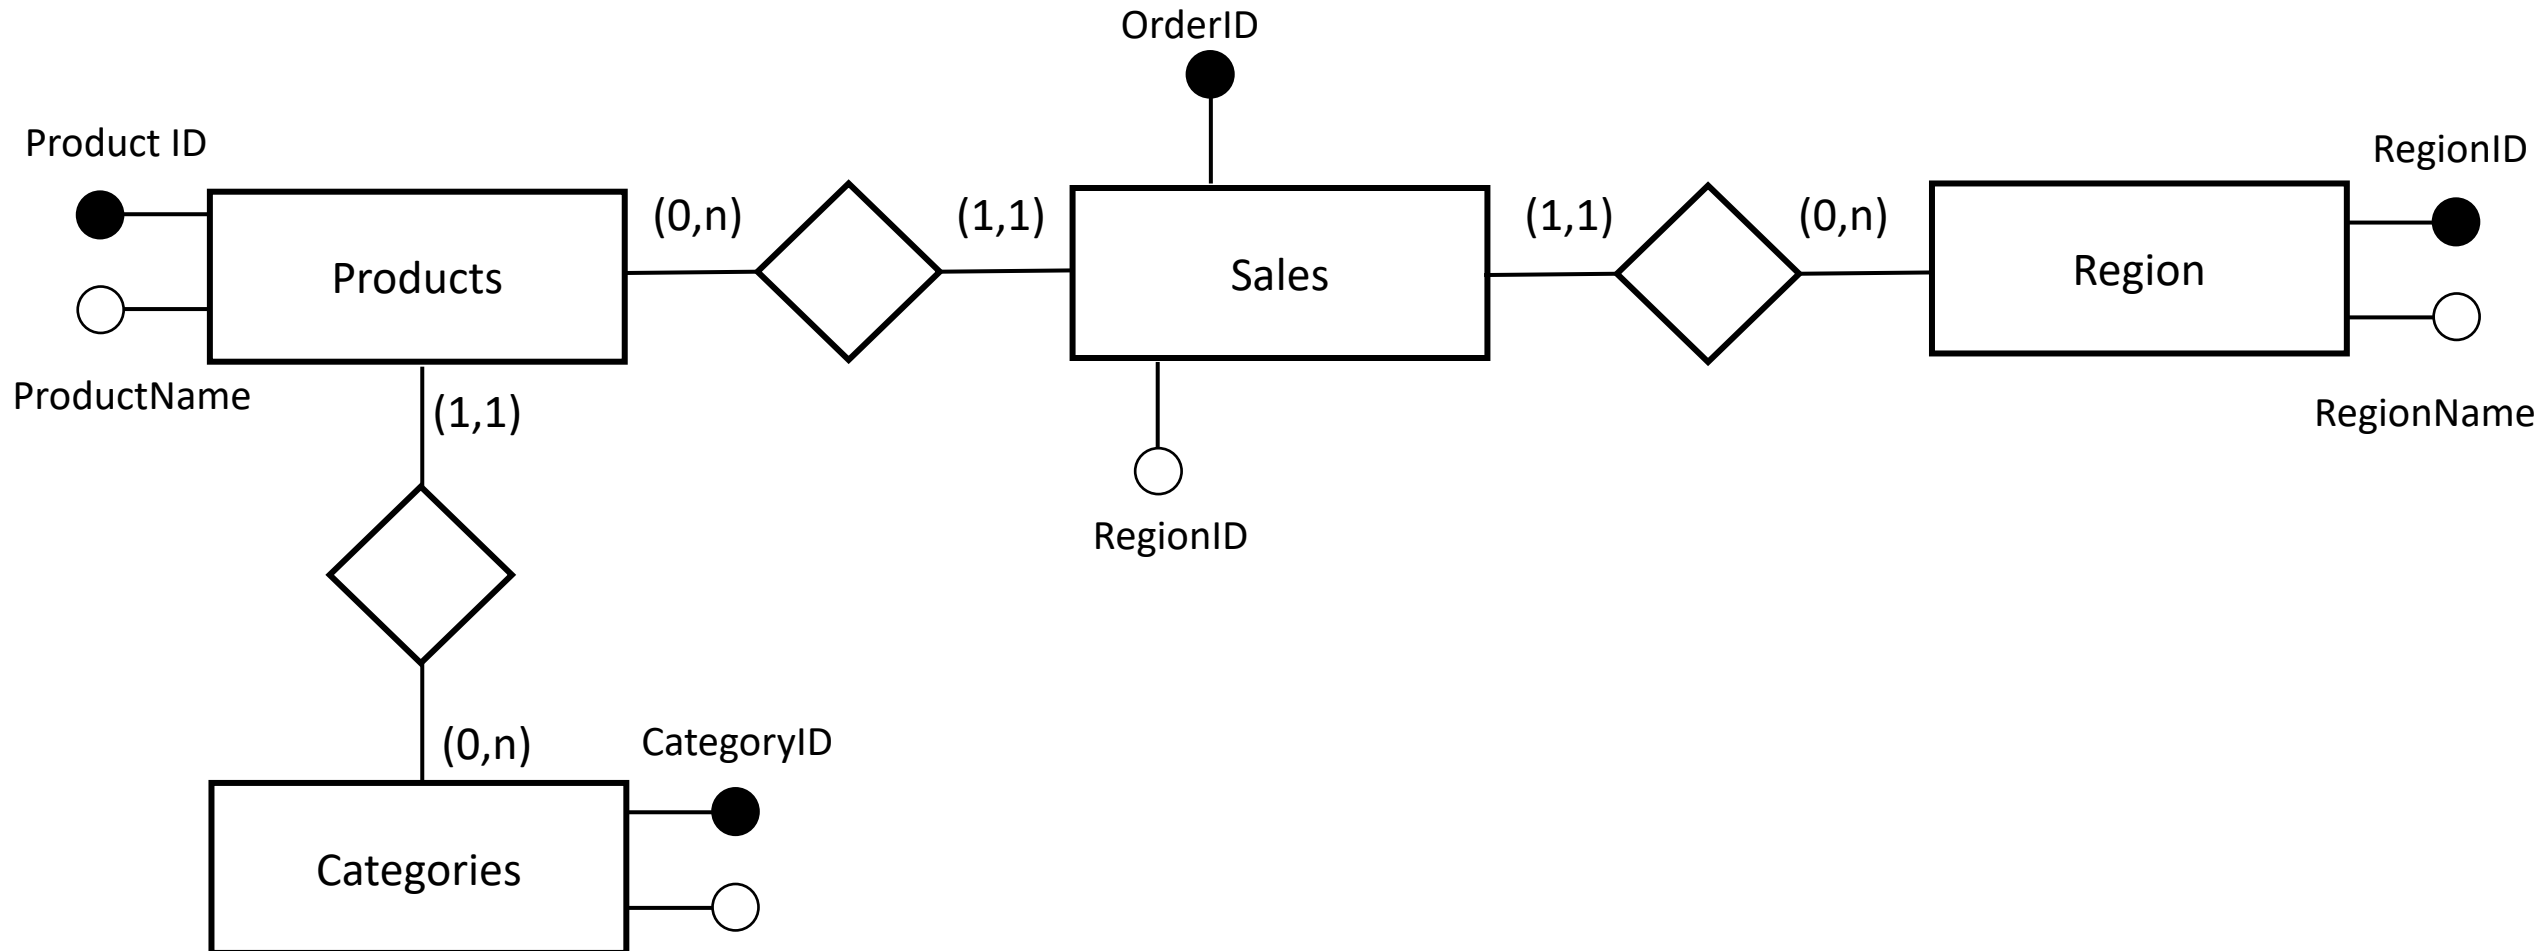 OrderID
Product ID
RegionID
(0,n)
(1,1)
(1,1)
(0,n)
Products
Sales
Region
ProductName
(1,1)
RegionName
RegionID
(0,n)
CategoryID
Categories